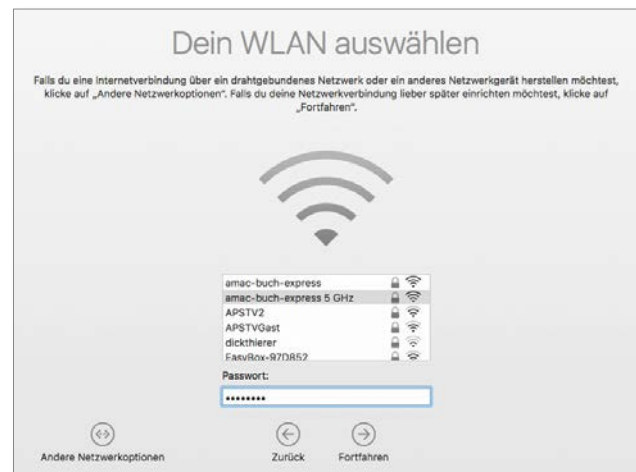 Dein WLAN auswählen
Falls du eine Internetverbindung über ein drahtgebundenes Netzwerk oder ein anderes Netzwerkgerät herstellen möchtest,
klicke auf „Andere Netzwerkoptionen“. Falls du deine Netzwerkverbindung lieber später einrichten möchtest, klicke auf
„Fortfahren“.
amac-buch-express
amac-buch-express 5 GHz
APSTV2
APSTVGast
dickthierer
EasyBox-97D852
Passwort:
••••••••
Andere Netzwerkoptionen
Zurück
Fortfahren